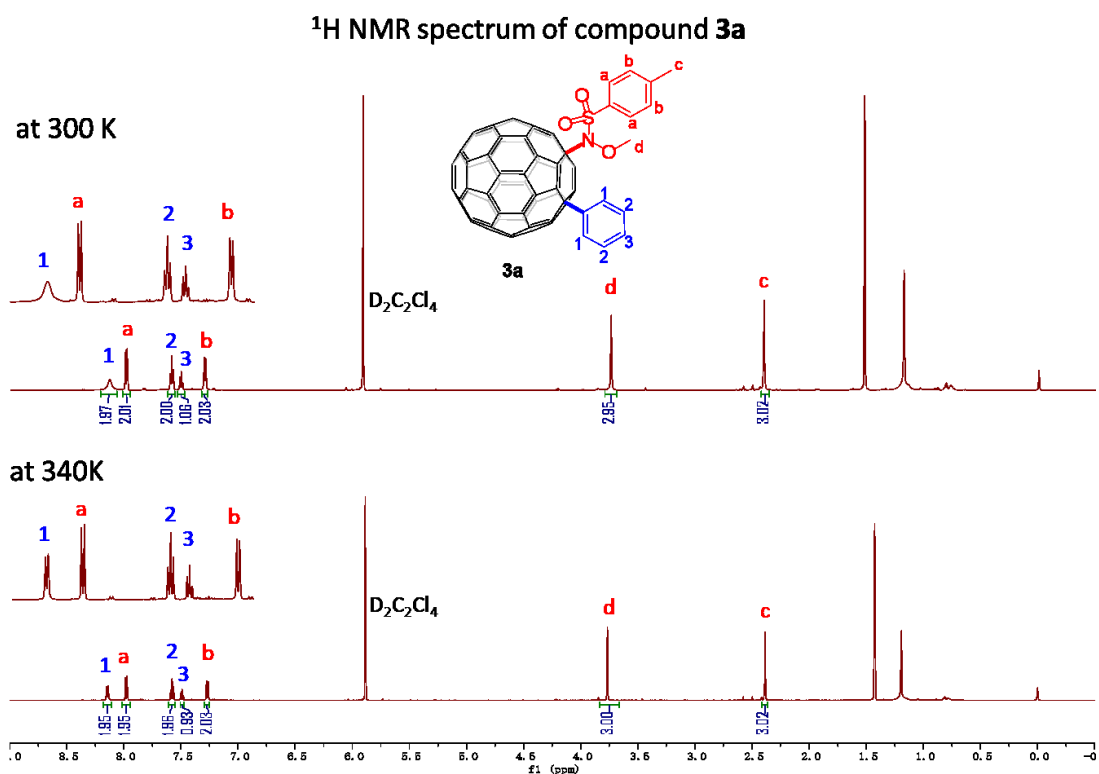 ¹H NMR spectrum of compound 3a
b
c
a
b
a
O
O
S
N
O
d
1
2
3
2
1
3a
at 300 K
1
a
2
3
b
D₂C₂Cl₄
d
c
1
a
2
3
b
1.97
2.01
2.00
1.06
2.03
2.95
3.02
at 340K
1
a
2
3
b
D₂C₂Cl₄
d
c
1
a
2
3
b
1.95
1.95
1.96
0.93
2.03
3.00
3.02
.0 8.5 8.0 7.5 7.0 6.5 6.0 5.5 5.0 4.5 4.0 3.5 3.0 2.5 2.0 1.5 1.0 0.5 0.0 -0
f1 (ppm)